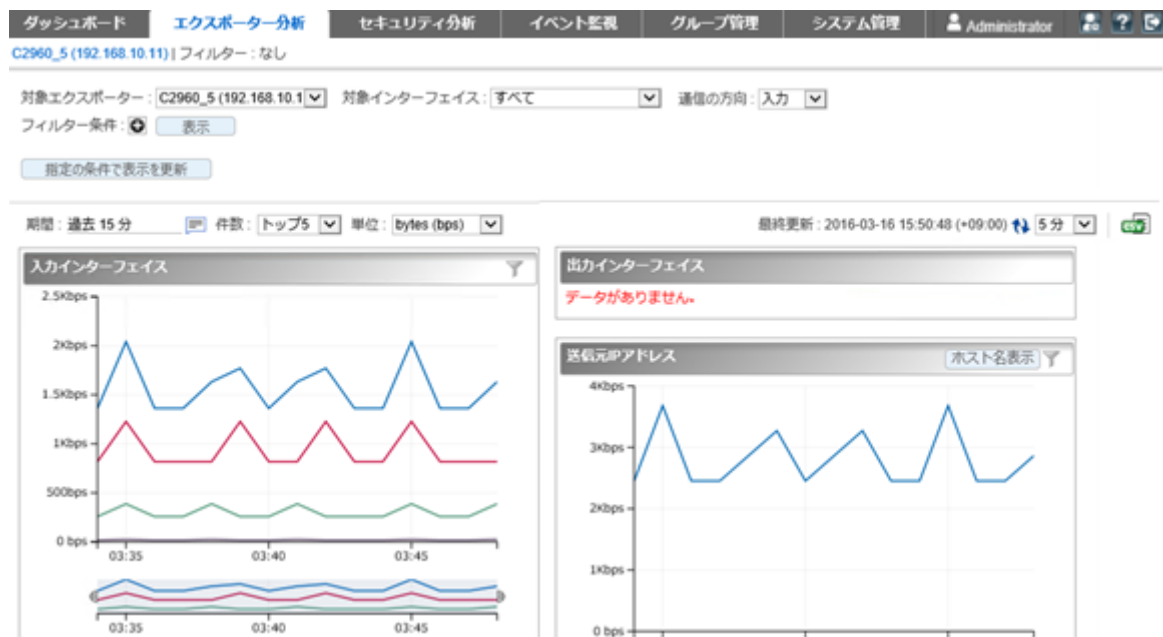 ダッシュボード エクスポーター分析 セキュリティ分析 イベント監視 グループ管理 システム管理 Administrator
C2960_5 (192.168.10.11) | フィルター : なし
対象エクスポーター : C2960_5 (192.168.10.1 対象インターフェイス : すべて 通信の方向 : 入力
フィルター条件 : 表示
指定の条件で表示を更新
期間 : 過去 15 分 件数 : トップ5 単位 : bytes (bps) 最終更新 : 2016-03-16 15:50:48 (+09:00) 5 分 CSV
入力インターフェイス
2.5Kbps
2Kbps
1.5Kbps
1Kbps
500bps
0 bps
03:35 03:40 03:45
03:35 03:40 03:45
出力インターフェイス
データがありません。
送信元IPアドレス ホスト名表示
4Kbps
3Kbps
2Kbps
1Kbps
0 bps